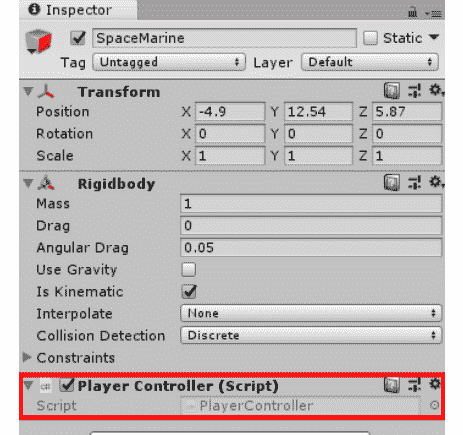 Inspector
SpaceMarine Static
Tag Untagged Layer Default
Transform
Position X -4.9 Y 12.54 Z 5.87
Rotation X 0 Y 0 Z 0
Scale X 1 Y 1 Z 1
Rigidbody
Mass 1
Drag 0
Angular Drag 0.05
Use Gravity
Is Kinematic
Interpolate None
Collision Detection Discrete
Constraints
Player Controller (Script)
Script PlayerController